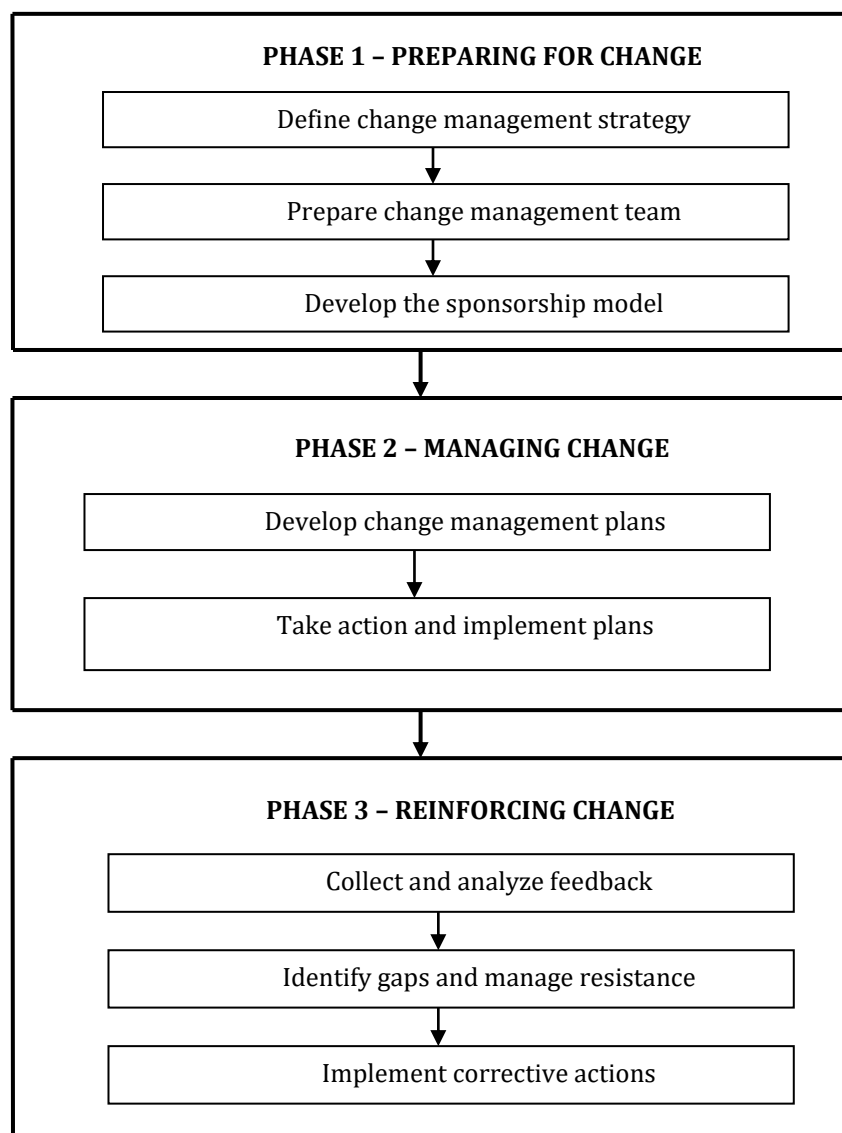 PHASE 1 – PREPARING FOR CHANGE
Define change management strategy
Prepare change management team
Develop the sponsorship model
PHASE 2 – MANAGING CHANGE
Develop change management plans
Take action and implement plans
PHASE 3 – REINFORCING CHANGE
Collect and analyze feedback
Identify gaps and manage resistance
Implement corrective actions